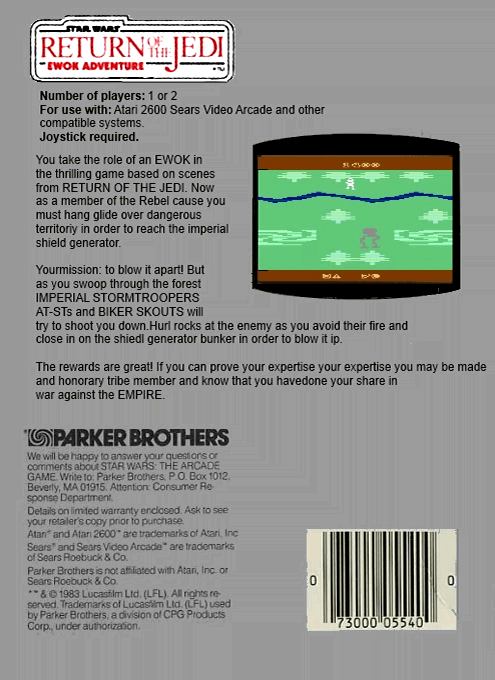 STAR WARS
RETURN OF THE JEDI
EWOK ADVENTURE
Number of players: 1 or 2
For use with: Atari 2600 Sears Video Arcade and other
compatible systems.
Joystick required.
You take the role of an EWOK in
the thrilling game based on scenes
from RETURN OF THE JEDI. Now
as a member of the Rebel cause you
must hang glide over dangerous
territoriy in order to reach the imperial
shield generator.
Yourmission: to blow it apart! But
as you swoop through the forest
IMPERIAL STORMTROOPERS
AT-STs and BIKER SKOUTS will
try to shoot you down.Hurl rocks at the enemy as you avoid their fire and
close in on the shiedl generator bunker in order to blow it ip.
The rewards are great! If you can prove your expertise your expertise you may be made
and honorary tribe member and know that you havedone your share in
war against the EMPIRE.
PARKER BROTHERS
We will be happy to answer your questions or
comments about STAR WARS: THE ARCADE
GAME. Write to: Parker Brothers, P.O. Box 1012,
Beverly, MA 01915. Attention: Consumer Re-
sponse Department.
Details on limited warranty enclosed. Ask to see
your retailer's copy prior to purchase.
Atari® and Atari 2600™ are trademarks of Atari, Inc
Sears® and Sears Video Arcade™ are trademarks
of Sears Roebuck & Co.
Parker Brothers is not affiliated with Atari, Inc. or
Sears Roebuck & Co.
™ & © 1983 Lucasfilm Ltd. (LFL). All rights re-
served. Trademarks of Lucasfilm Ltd. (LFL) used
by Parker Brothers, a division of CPG Products
Corp., under authorization.
0 73000 05540 0